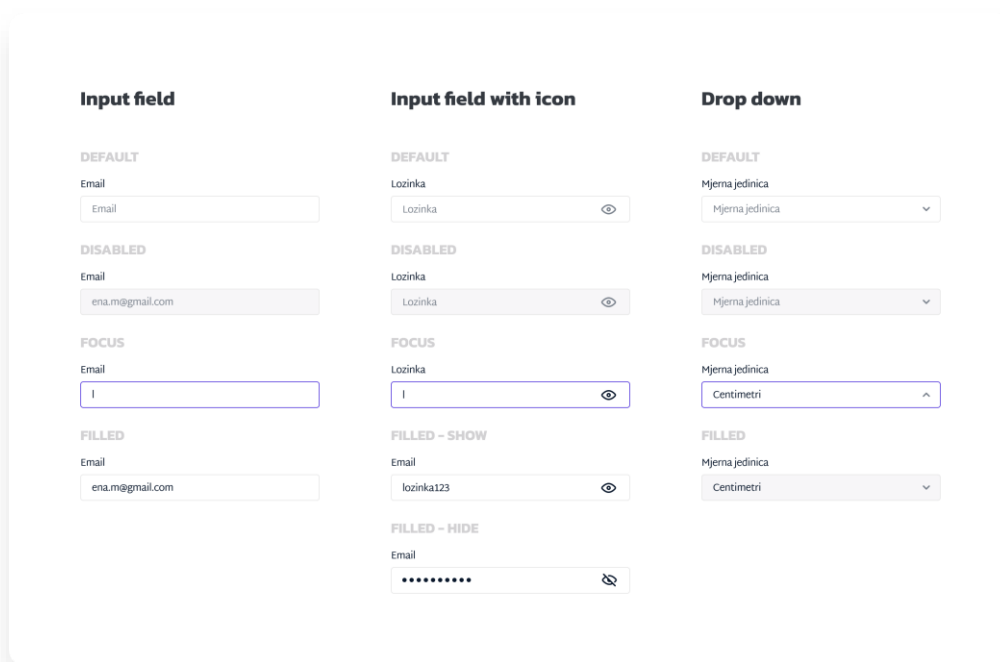 Input field
DEFAULT
Email
Email
DISABLED
Email
ena.m@gmail.com
FOCUS
Email
l
FILLED
Email
ena.m@gmail.com
Input field with icon
DEFAULT
Lozinka
Lozinka
DISABLED
Lozinka
Lozinka
FOCUS
Lozinka
l
FILLED - SHOW
Email
lozinka123
FILLED - HIDE
Email
••••••••••
Drop down
DEFAULT
Mjerna jedinica
Mjerna jedinica
DISABLED
Mjerna jedinica
Mjerna jedinica
FOCUS
Mjerna jedinica
Centimetri
FILLED
Mjerna jedinica
Centimetri